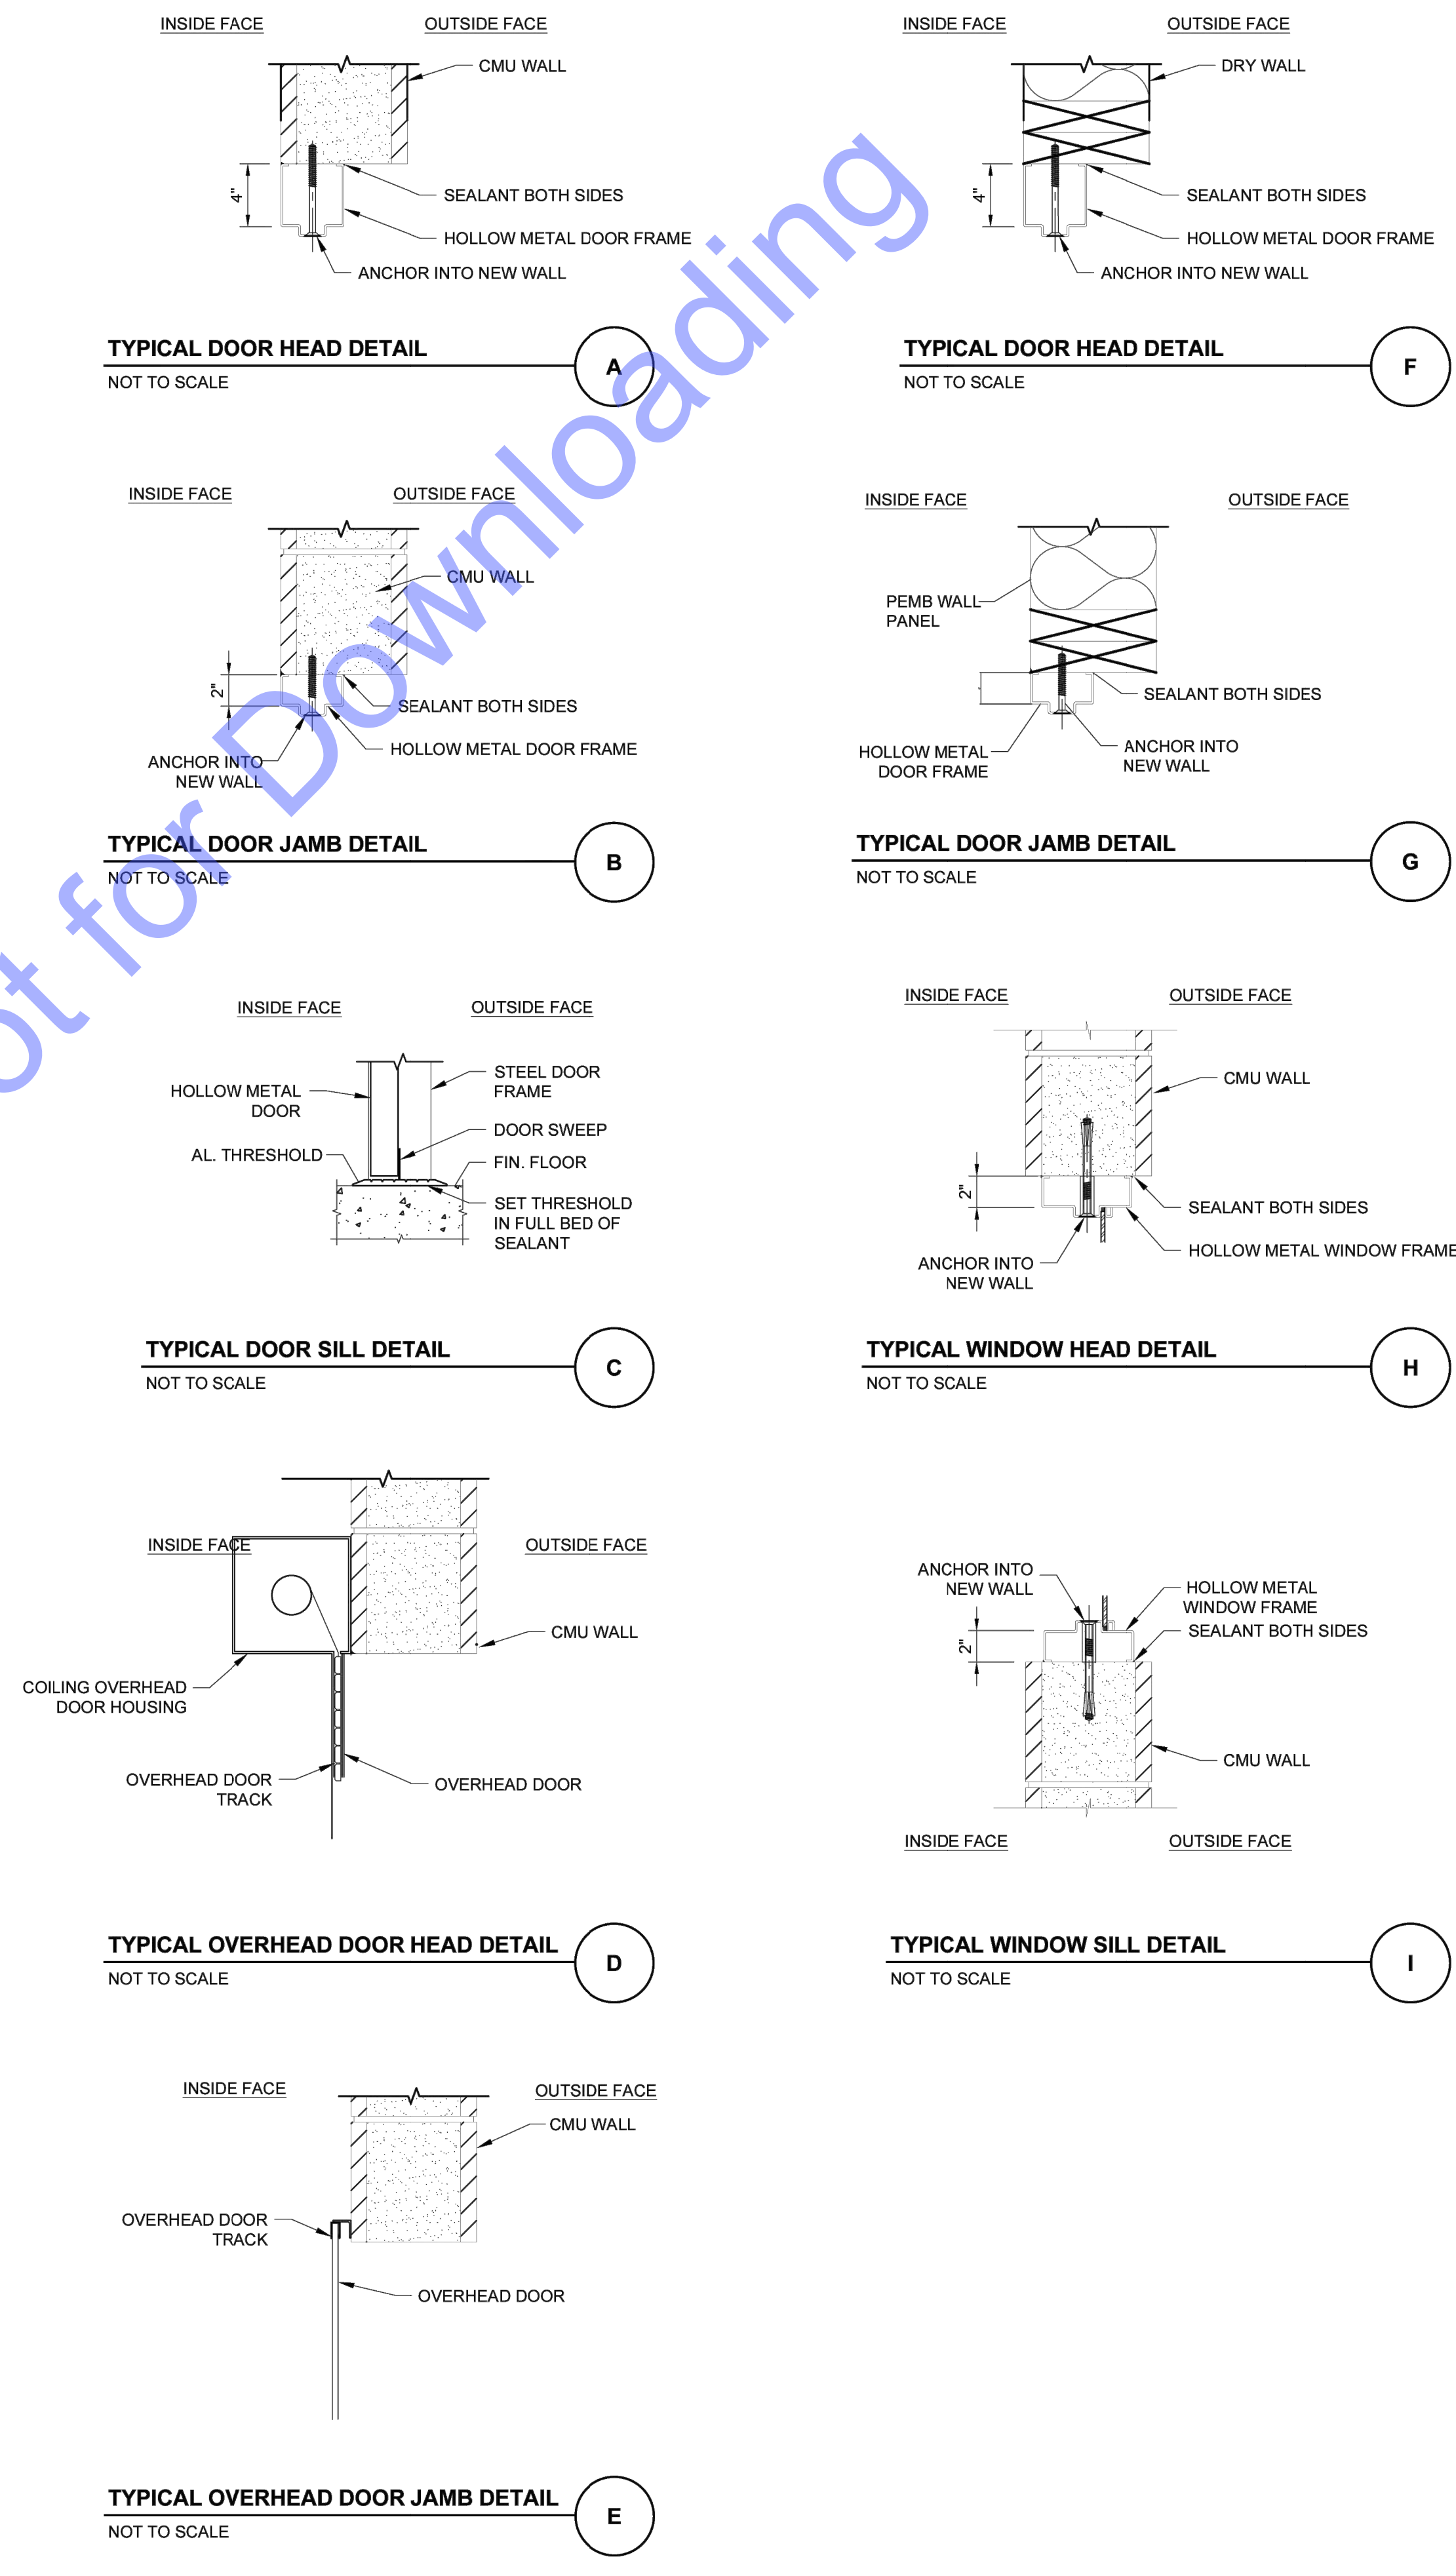 INSIDE FACE
OUTSIDE FACE
CMU WALL
4"
SEALANT BOTH SIDES
HOLLOW METAL DOOR FRAME
ANCHOR INTO NEW WALL
TYPICAL DOOR HEAD DETAIL
NOT TO SCALE
A
INSIDE FACE
OUTSIDE FACE
DRY WALL
4"
SEALANT BOTH SIDES
HOLLOW METAL DOOR FRAME
ANCHOR INTO NEW WALL
TYPICAL DOOR HEAD DETAIL
NOT TO SCALE
F
INSIDE FACE
OUTSIDE FACE
CMU WALL
2"
SEALANT BOTH SIDES
HOLLOW METAL DOOR FRAME
ANCHOR INTO
NEW WALL
TYPICAL DOOR JAMB DETAIL
NOT TO SCALE
B
INSIDE FACE
OUTSIDE FACE
PEMB WALL
PANEL
SEALANT BOTH SIDES
HOLLOW METAL
DOOR FRAME
ANCHOR INTO
NEW WALL
TYPICAL DOOR JAMB DETAIL
NOT TO SCALE
G
INSIDE FACE
OUTSIDE FACE
HOLLOW METAL
DOOR
STEEL DOOR
FRAME
DOOR SWEEP
AL. THRESHOLD
FIN. FLOOR
SET THRESHOLD
IN FULL BED OF
SEALANT
TYPICAL DOOR SILL DETAIL
NOT TO SCALE
C
INSIDE FACE
OUTSIDE FACE
CMU WALL
2"
SEALANT BOTH SIDES
HOLLOW METAL WINDOW FRAME
ANCHOR INTO
NEW WALL
TYPICAL WINDOW HEAD DETAIL
NOT TO SCALE
H
INSIDE FACE
OUTSIDE FACE
CMU WALL
COILING OVERHEAD
DOOR HOUSING
OVERHEAD DOOR
TRACK
OVERHEAD DOOR
TYPICAL OVERHEAD DOOR HEAD DETAIL
NOT TO SCALE
D
ANCHOR INTO
NEW WALL
HOLLOW METAL
WINDOW FRAME
SEALANT BOTH SIDES
2"
CMU WALL
INSIDE FACE
OUTSIDE FACE
TYPICAL WINDOW SILL DETAIL
NOT TO SCALE
I
INSIDE FACE
OUTSIDE FACE
CMU WALL
OVERHEAD DOOR
TRACK
OVERHEAD DOOR
TYPICAL OVERHEAD DOOR JAMB DETAIL
NOT TO SCALE
E
ot for Downloading